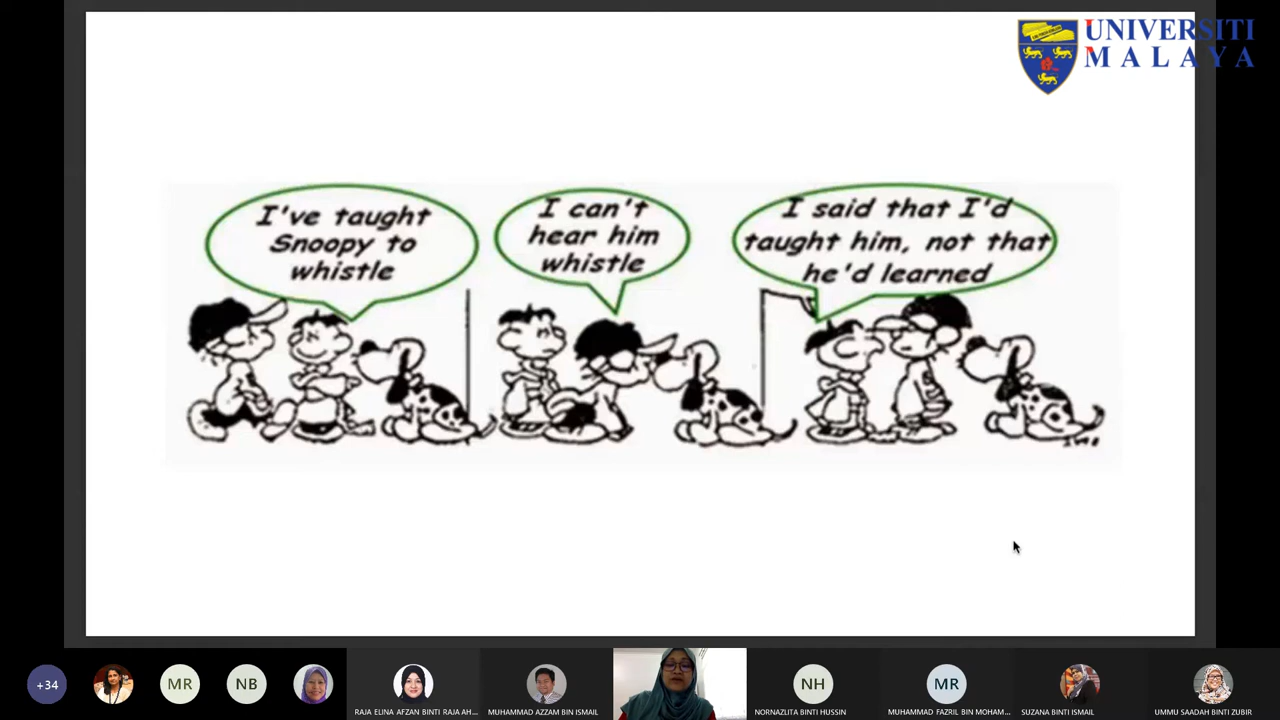 UNIVERSITI
MALAYA
I've taught
Snoopy to
whistle
I can't
hear him
whistle
I said that I'd
taught him, not that
he'd learned
+34
MR
NB
RAJA ELINA AFZAN BINTI RAJA AH...
MUHAMMAD AZZAM BIN ISMAIL
NH
NORNAZLITA BINTI HUSSIN
MR
MUHAMMAD FAZRIL BIN MOHAM...
SUZANA BINTI ISMAIL
UMMU SAADAH BINTI ZUBIR